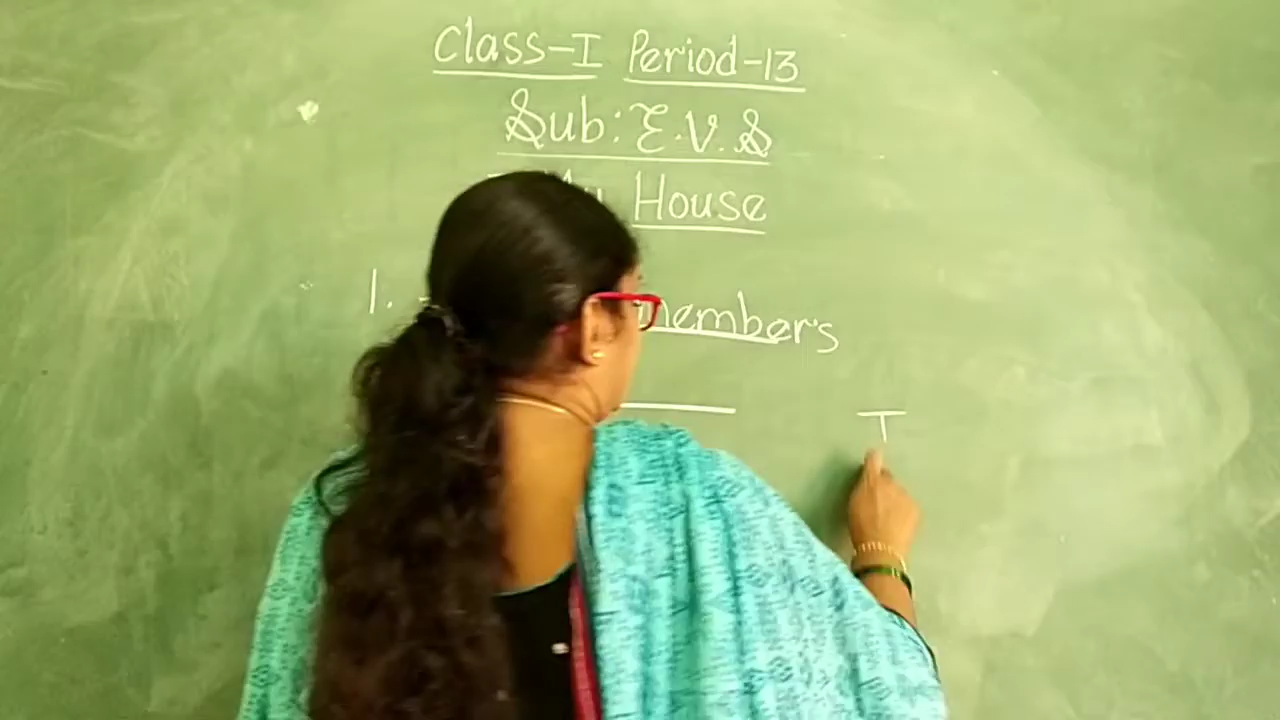 Class-I Period-13
Sub: E.V.S
House
1. members
T